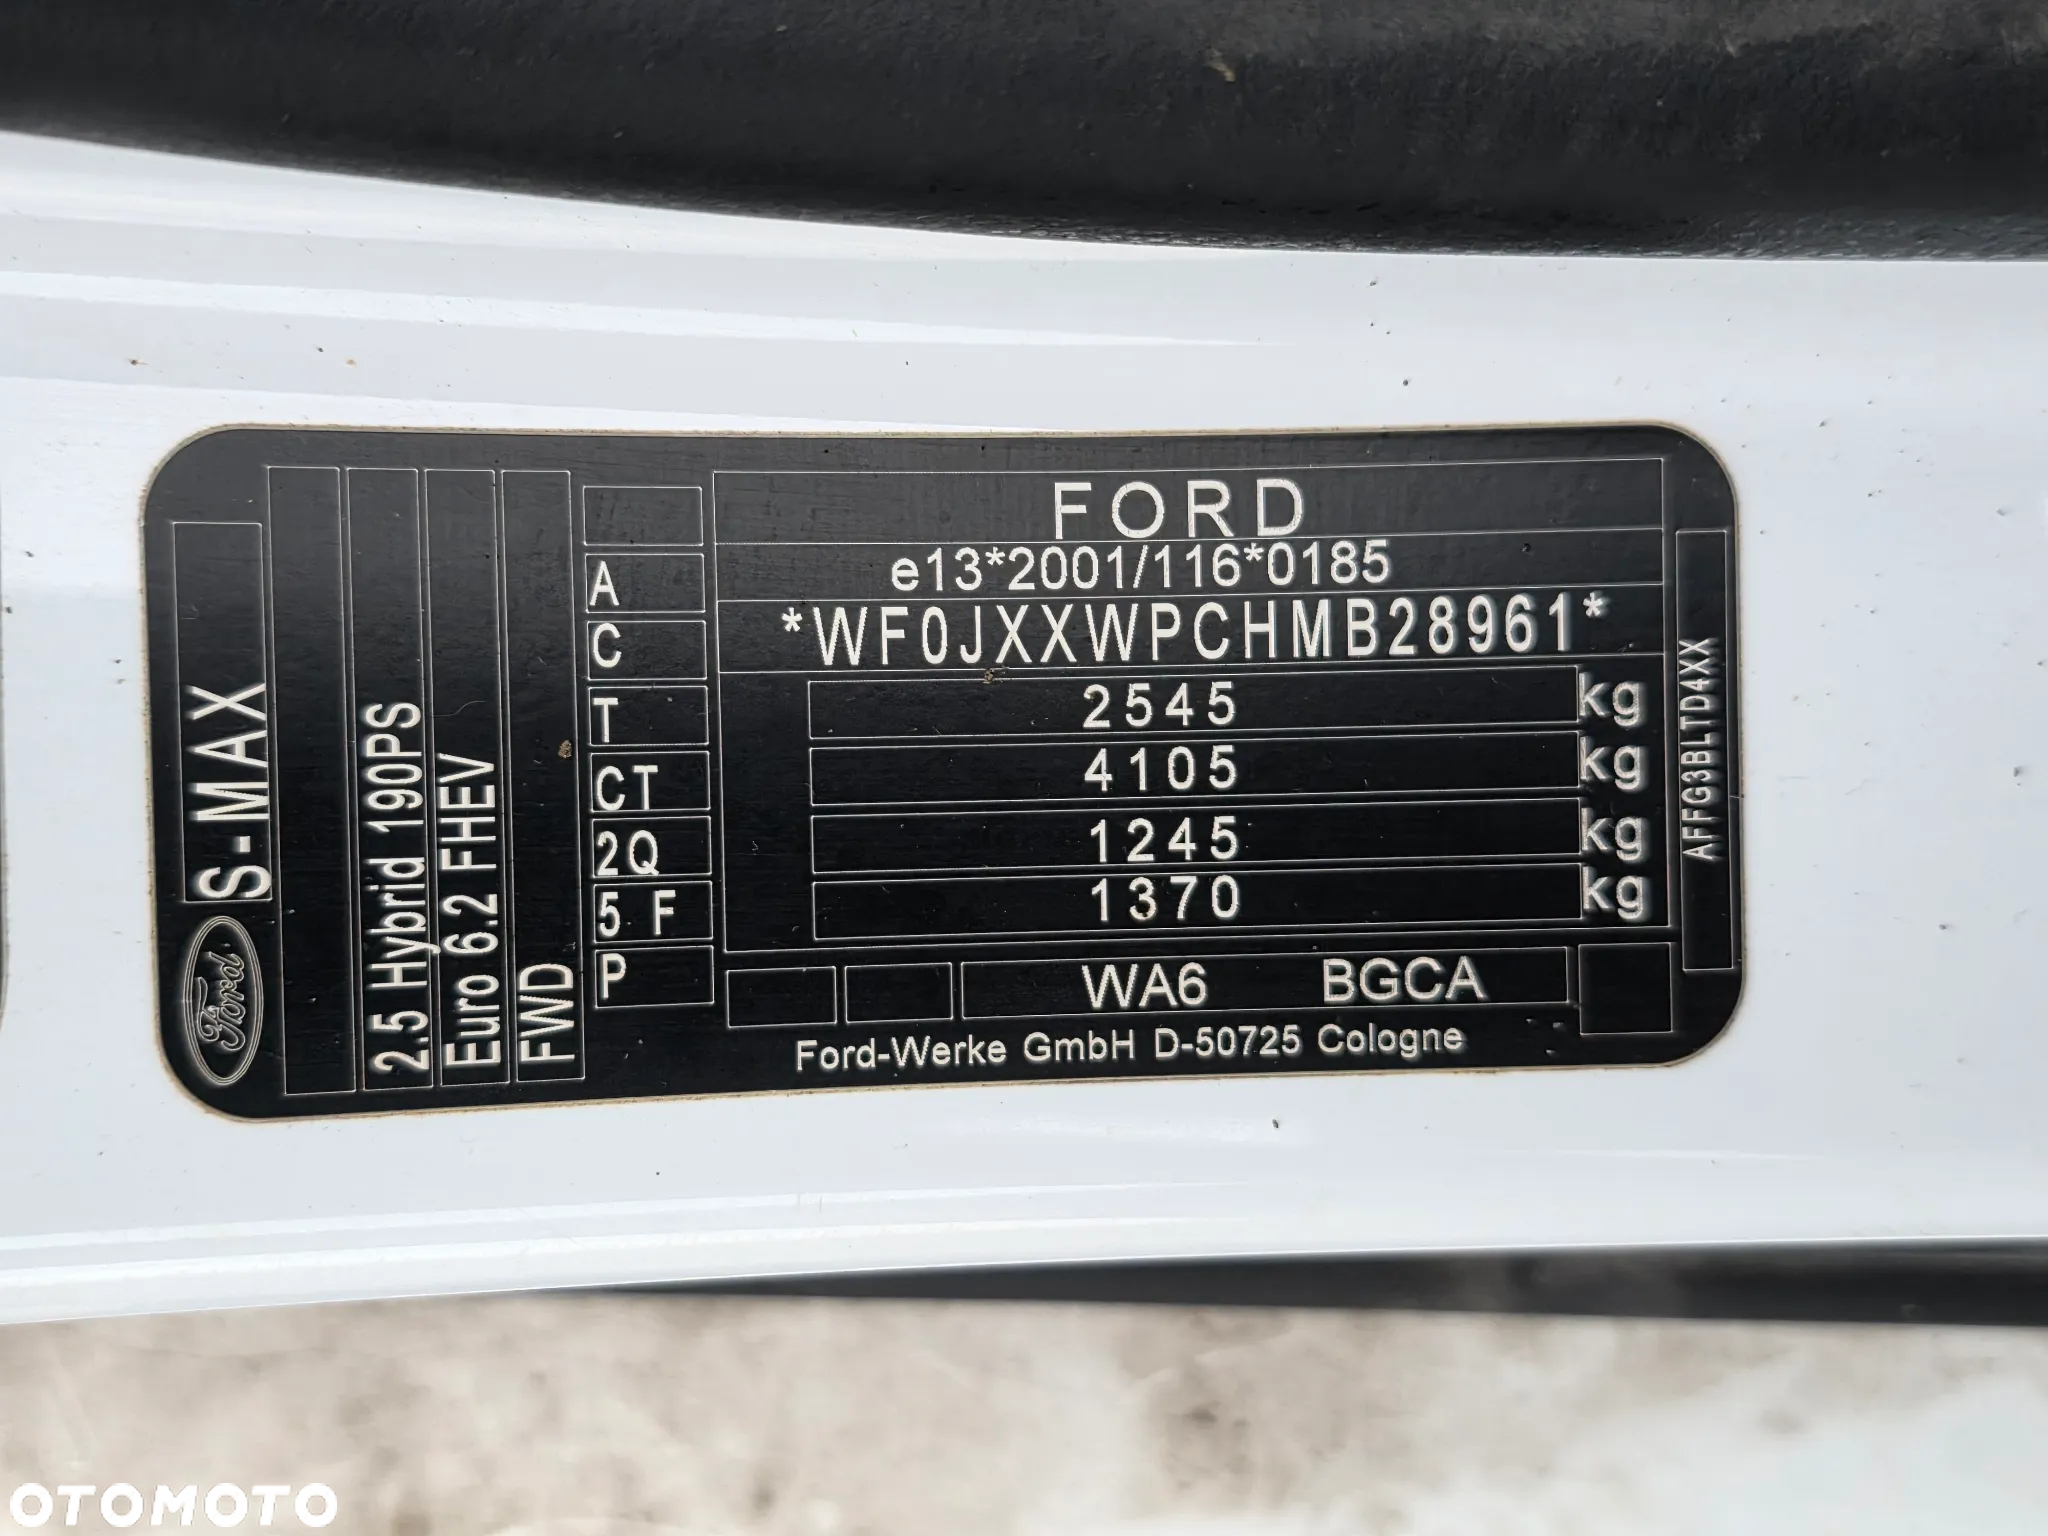 FORD
A e13*2001/116*0185
C *WF0JXXWPCHMB28961*
T 2545 kg
CT 4105 kg
2Q 1245 kg
5 F 1370 kg
P WA6 BGCA
Ford-Werke GmbH D-50725 Cologne
Ford S-MAX
2.5 Hybrid 190PS
Euro 6.2 FHEV
FWD
AFFG3BLTD4XX
OTOMOTO